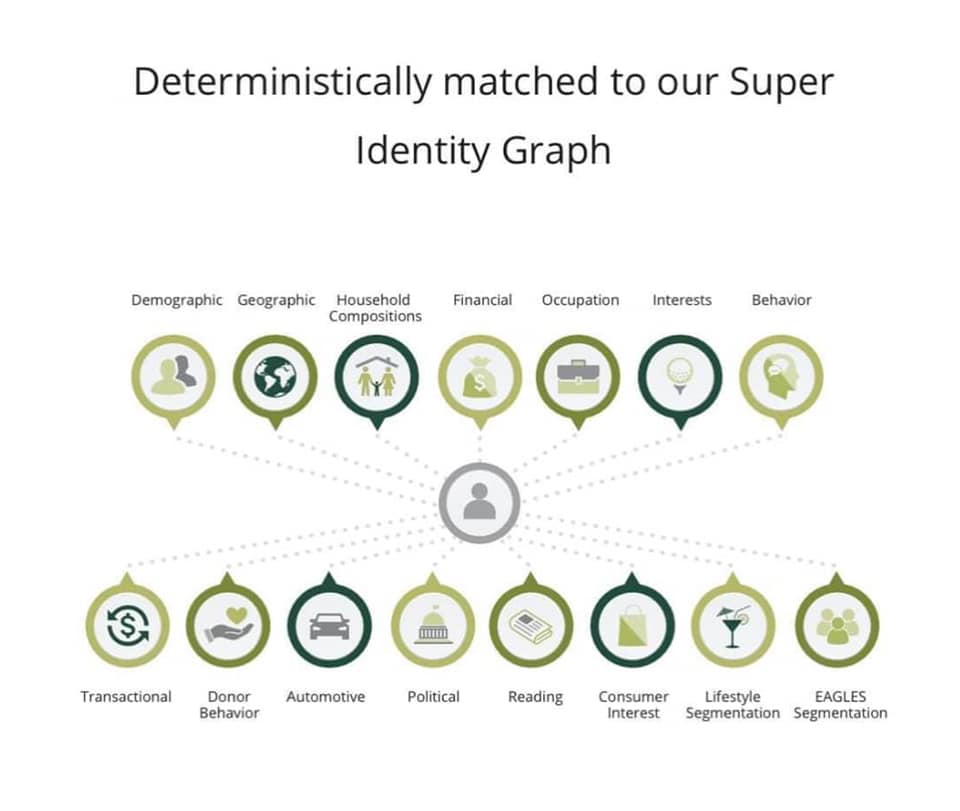 Deterministically matched to our Super
Identity Graph
Demographic
Geographic
Household
Compositions
Financial
Occupation
Interests
Behavior
Transactional
Donor
Behavior
Automotive
Political
Reading
Consumer
Interest
Lifestyle
Segmentation
EAGLES
Segmentation